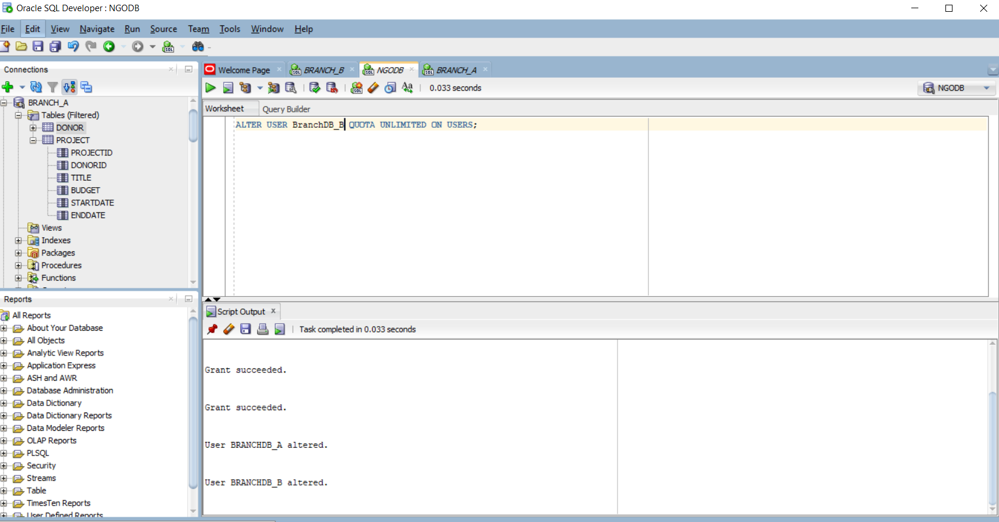 Oracle SQL Developer : NGODB
File Edit View Navigate Run Source Team Tools Window Help
Connections
BRANCH_A
Tables (Filtered)
DONOR
PROJECT
PROJECTID
DONORID
TITLE
BUDGET
STARTDATE
ENDDATE
Views
Indexes
Packages
Procedures
Functions
Reports
All Reports
About Your Database
All Objects
Analytic View Reports
Application Express
ASH and AWR
Database Administration
Data Dictionary
Data Dictionary Reports
Data Modeler Reports
OLAP Reports
PLSQL
Security
Streams
Table
TimesTen Reports
User Defined Reports
Welcome Page BRANCH_B NGODB BRANCH_A
0.033 seconds NGODB
Worksheet Query Builder
ALTER USER BranchDB_B QUOTA UNLIMITED ON USERS;
Script Output
Task completed in 0.033 seconds
Grant succeeded.
Grant succeeded.
User BRANCHDB_A altered.
User BRANCHDB_B altered.